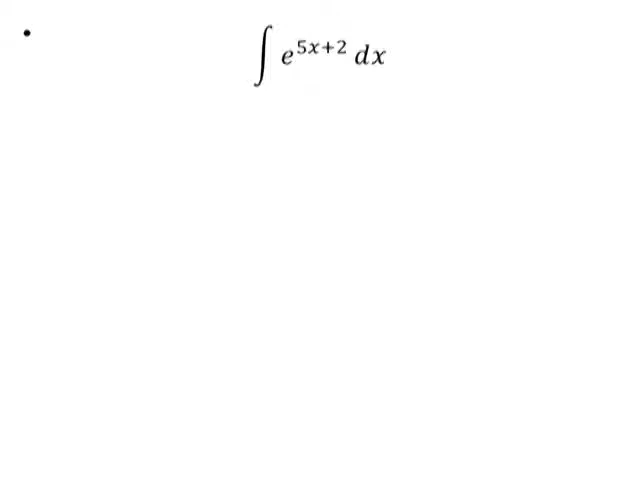 • ∫ e^{5x+2} dx